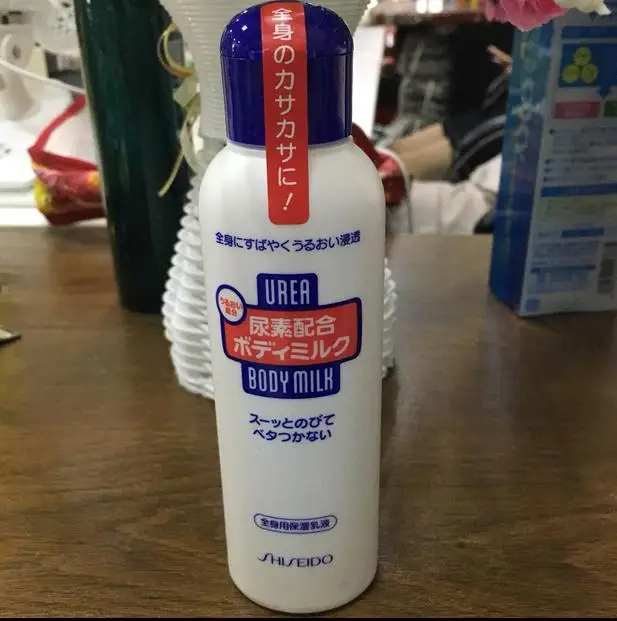 全身のカサカサに！
全身にすばやくうるおい浸透
UREA
うるおい
成分
尿素配合
ボディミルク
BODY MILK
スーッとのびて
ベタつかない
全身用保湿乳液
SHISEIDO